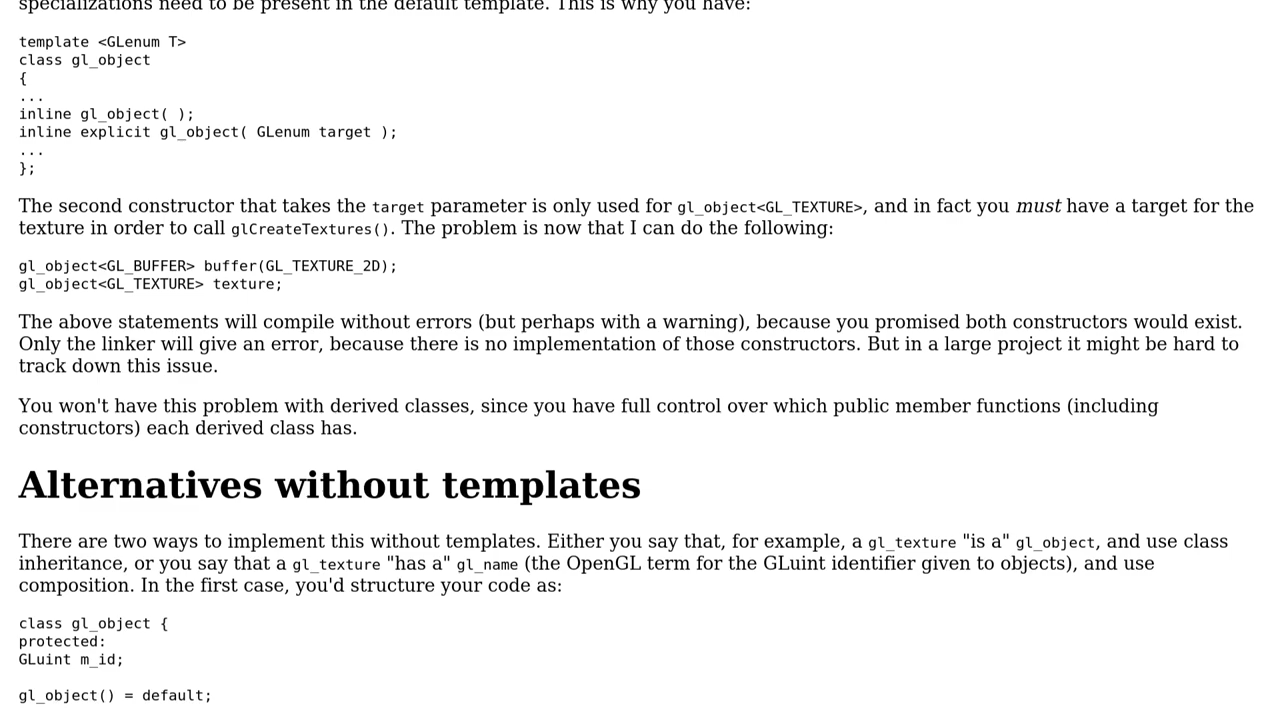 specializations need to be present in the default template. This is why you have:
template <GLenum T>
class gl_object
{
...
inline gl_object( );
inline explicit gl_object( GLenum target );
...
};
The second constructor that takes the target parameter is only used for gl_object<GL_TEXTURE>, and in fact you must have a target for the
texture in order to call glCreateTextures(). The problem is now that I can do the following:
gl_object<GL_BUFFER> buffer(GL_TEXTURE_2D);
gl_object<GL_TEXTURE> texture;
The above statements will compile without errors (but perhaps with a warning), because you promised both constructors would exist.
Only the linker will give an error, because there is no implementation of those constructors. But in a large project it might be hard to
track down this issue.
You won't have this problem with derived classes, since you have full control over which public member functions (including
constructors) each derived class has.
Alternatives without templates
There are two ways to implement this without templates. Either you say that, for example, a gl_texture "is a" gl_object, and use class
inheritance, or you say that a gl_texture "has a" gl_name (the OpenGL term for the GLuint identifier given to objects), and use
composition. In the first case, you'd structure your code as:
class gl_object {
protected:
GLuint m_id;
gl_object() = default;